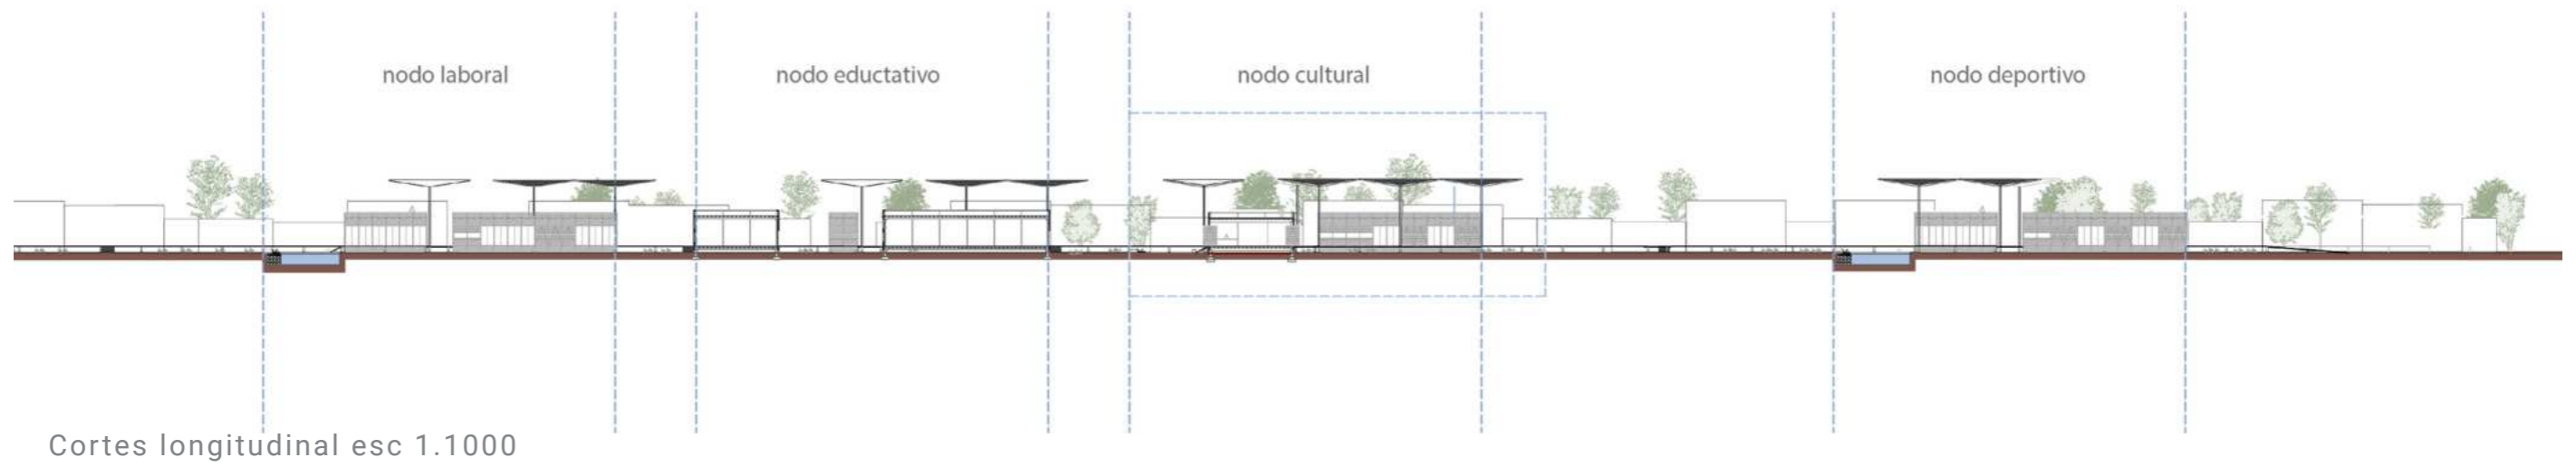 nodo laboral
nodo eductativo
nodo cultural
nodo deportivo
Cortes longitudinal esc 1.1000